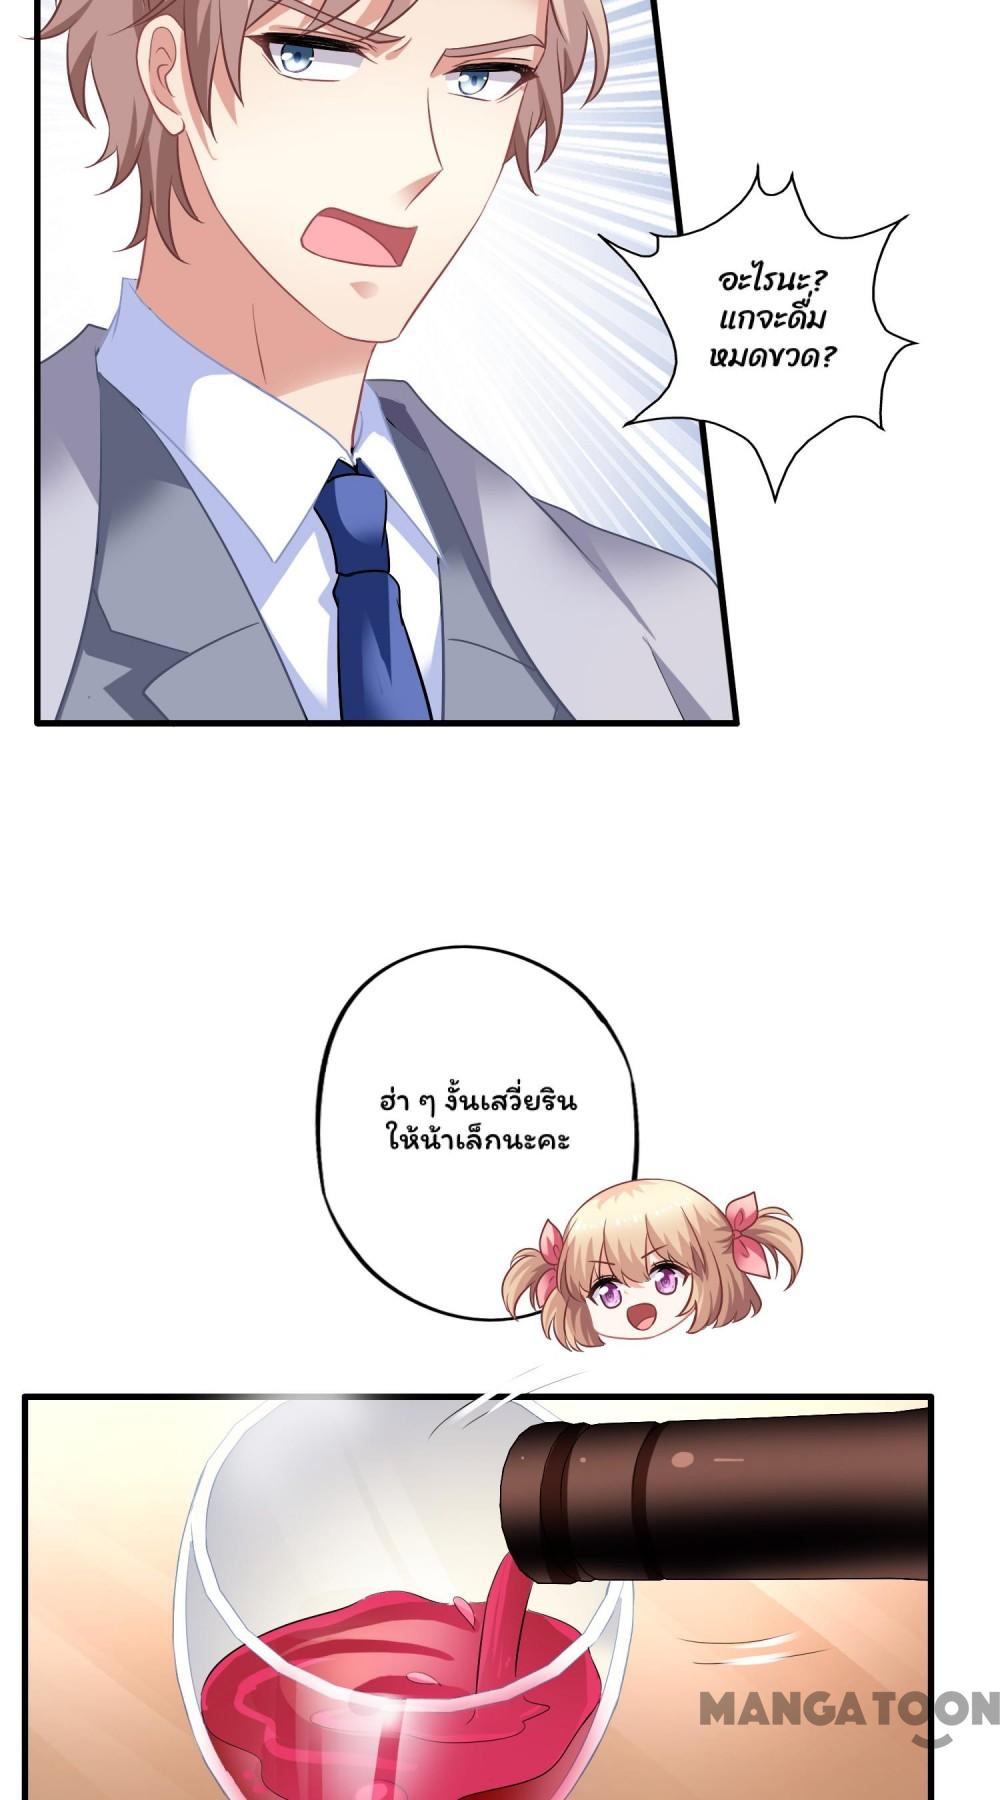 อะไรนะ?
แกจะดื่ม
หมดขวด?
ฮ่า ๆ งั้นเสวี่ยริน
ให้น้าเล็กนะคะ
MANGATOON